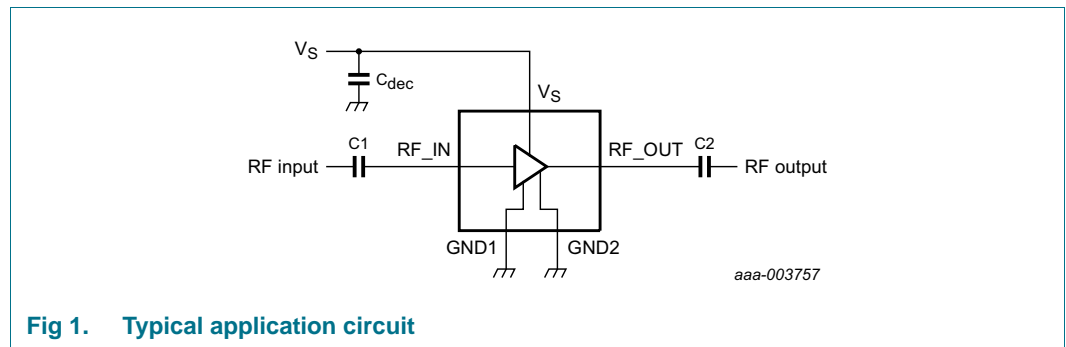 VS
Cdec
VS
C1
RF_IN
RF_OUT
C2
RF input
RF output
GND1
GND2
aaa-003757
Fig 1. Typical application circuit